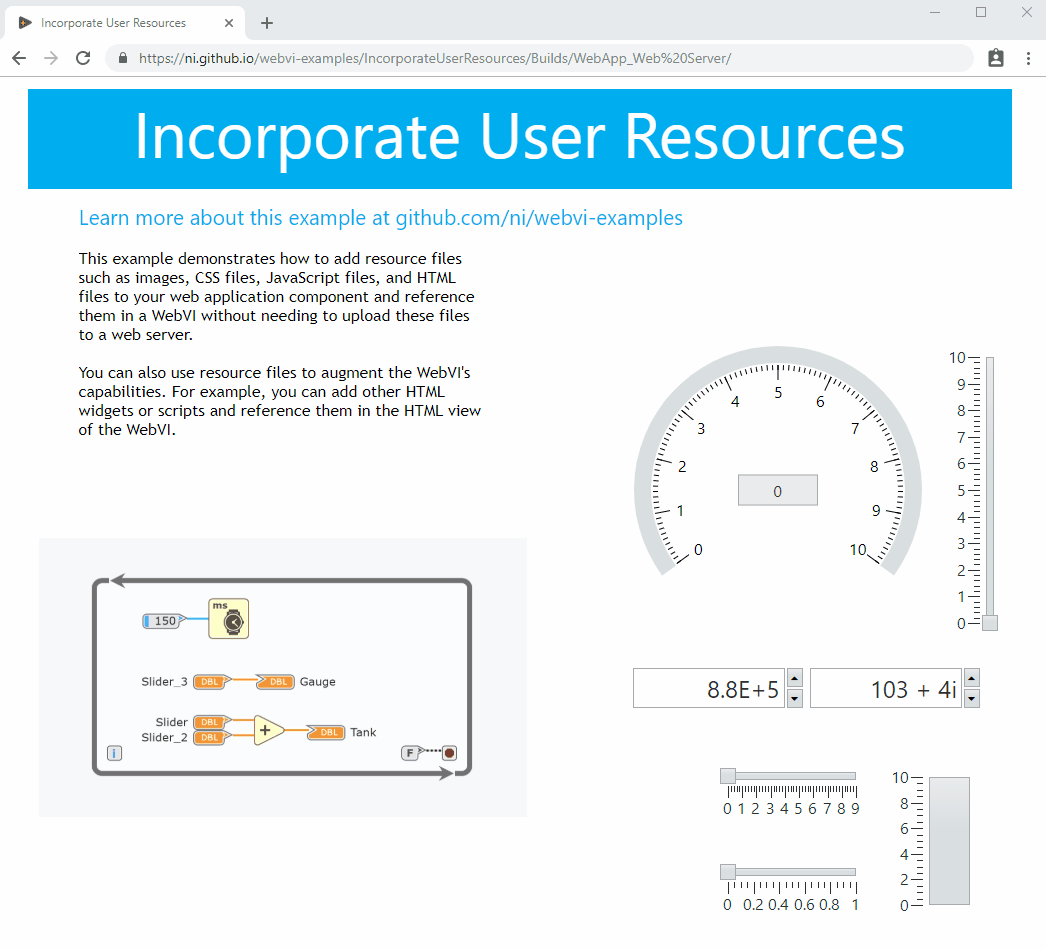 Incorporate User Resources
https://ni.github.io/webvi-examples/IncorporateUserResources/Builds/WebApp_Web%20Server/
Incorporate User Resources
Learn more about this example at github.com/ni/webvi-examples
This example demonstrates how to add resource files
such as images, CSS files, JavaScript files, and HTML
files to your web application component and reference
them in a WebVI without needing to upload these files
to a web server.
You can also use resource files to augment the WebVI's
capabilities. For example, you can add other HTML
widgets or scripts and reference them in the HTML view
of the WebVI.
0 1 2 3 4 5 6 7 8 9 10
0
10
9
8
7
6
5
4
3
2
1
0
ms
150
Slider_3 DBL DBL Gauge
Slider DBL
Slider_2 DBL
+ DBL Tank
i
F
8.8E+5 103 + 4i
0 1 2 3 4 5 6 7 8 9
0 0.2 0.4 0.6 0.8 1
10
8
6
4
2
0